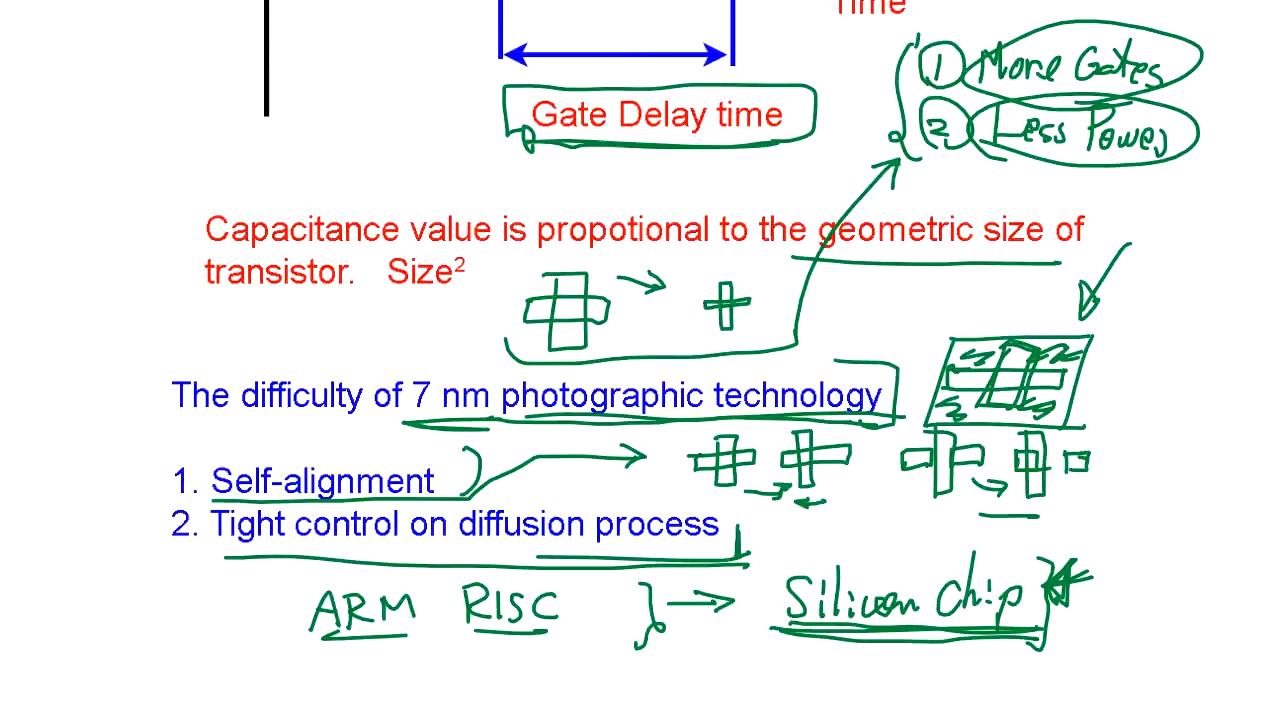 Time
1 More Gates
Gate Delay time
2 Less Power
Capacitance value is propotional to the geometric size of
transistor. Size²
The difficulty of 7 nm photographic technology
1. Self-alignment
2. Tight control on diffusion process
ARM RISC → Silicon Chip